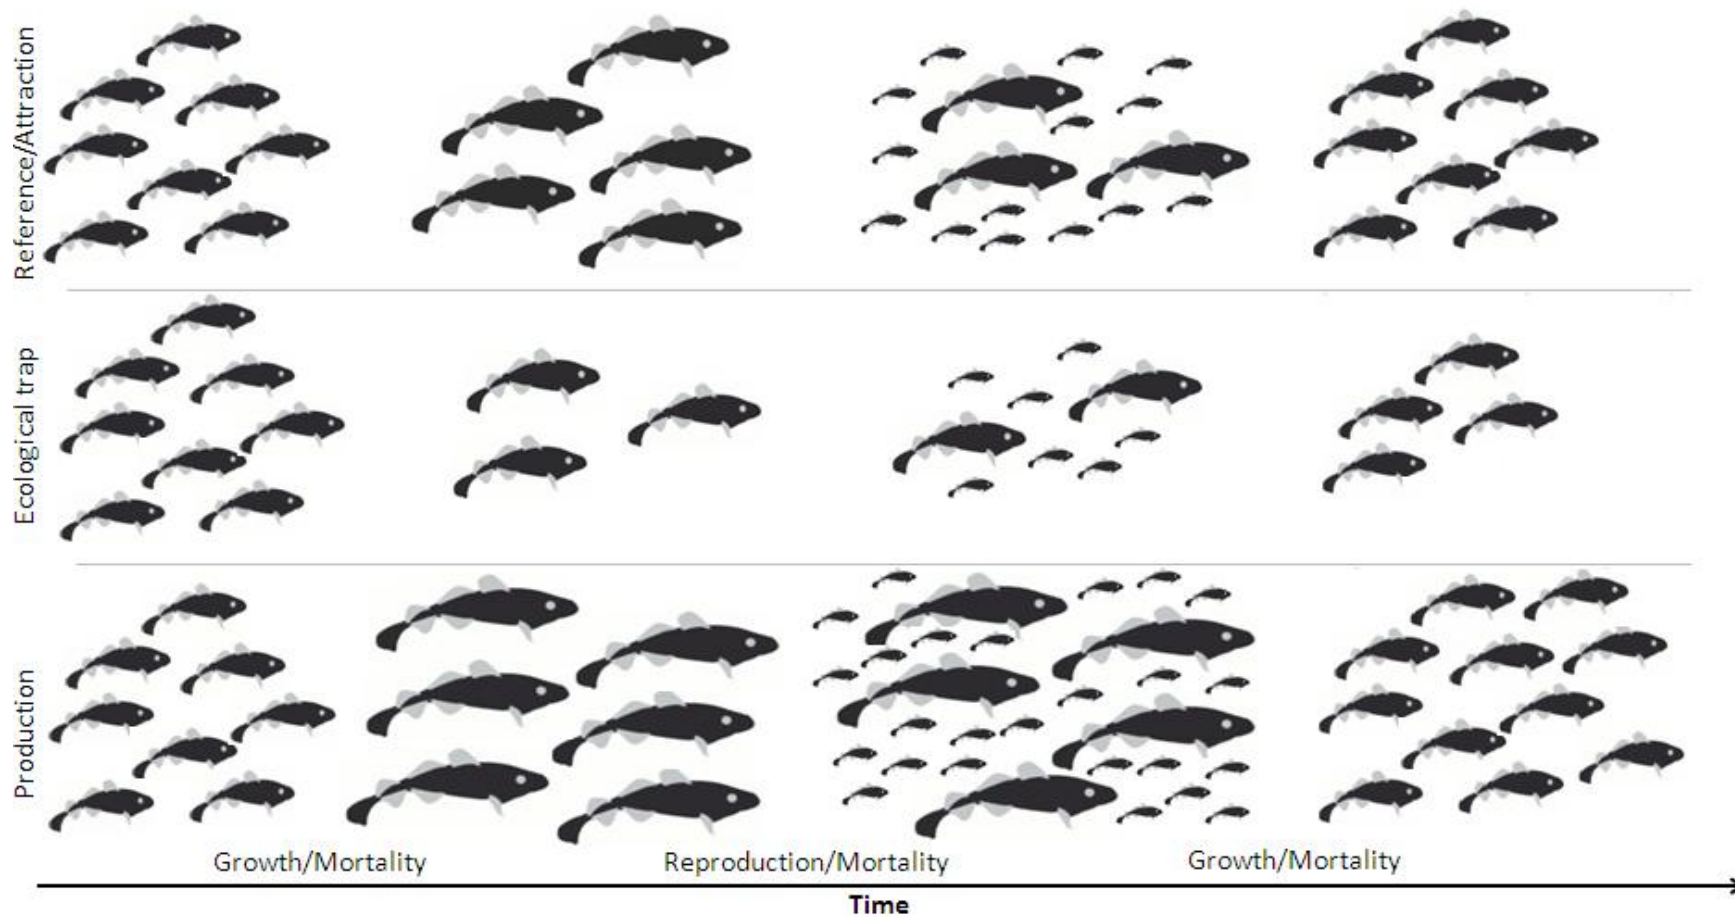 Reference/Attraction
Ecological trap
Production
Growth/Mortality
Reproduction/Mortality
Growth/Mortality
Time